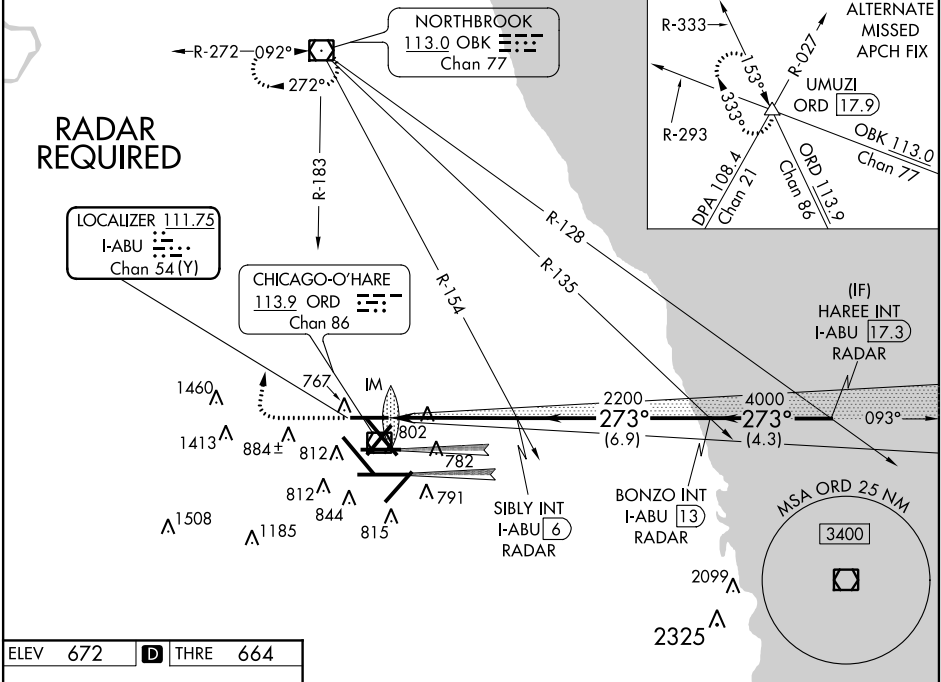 NORTHBROOK
113.0 OBK
Chan 77
R-272
092°
272°
RADAR
REQUIRED
R-183
LOCALIZER 111.75
I-ABU
Chan 54 (Y)
CHICAGO-O'HARE
113.9 ORD
Chan 86
R-154
R-135
R-128
ALTERNATE
MISSED
APCH FIX
R-333
R-027
153°
333°
UMUZI
ORD 17.9
R-293
OBK 113.0
Chan 77
DPA 108.4
Chan 21
ORD 113.9
Chan 86
(IF)
HAREE INT
I-ABU 17.3
RADAR
IM
767
1460
1413
884±
812
802
782
2200
273°
(6.9)
4000
273°
(4.3)
093°
812
844
815
791
1508
1185
SIBLY INT
I-ABU 6
RADAR
BONZO INT
I-ABU 13
RADAR
MSA ORD 25 NM
3400
2099
2325
ELEV 672 D THRE 664